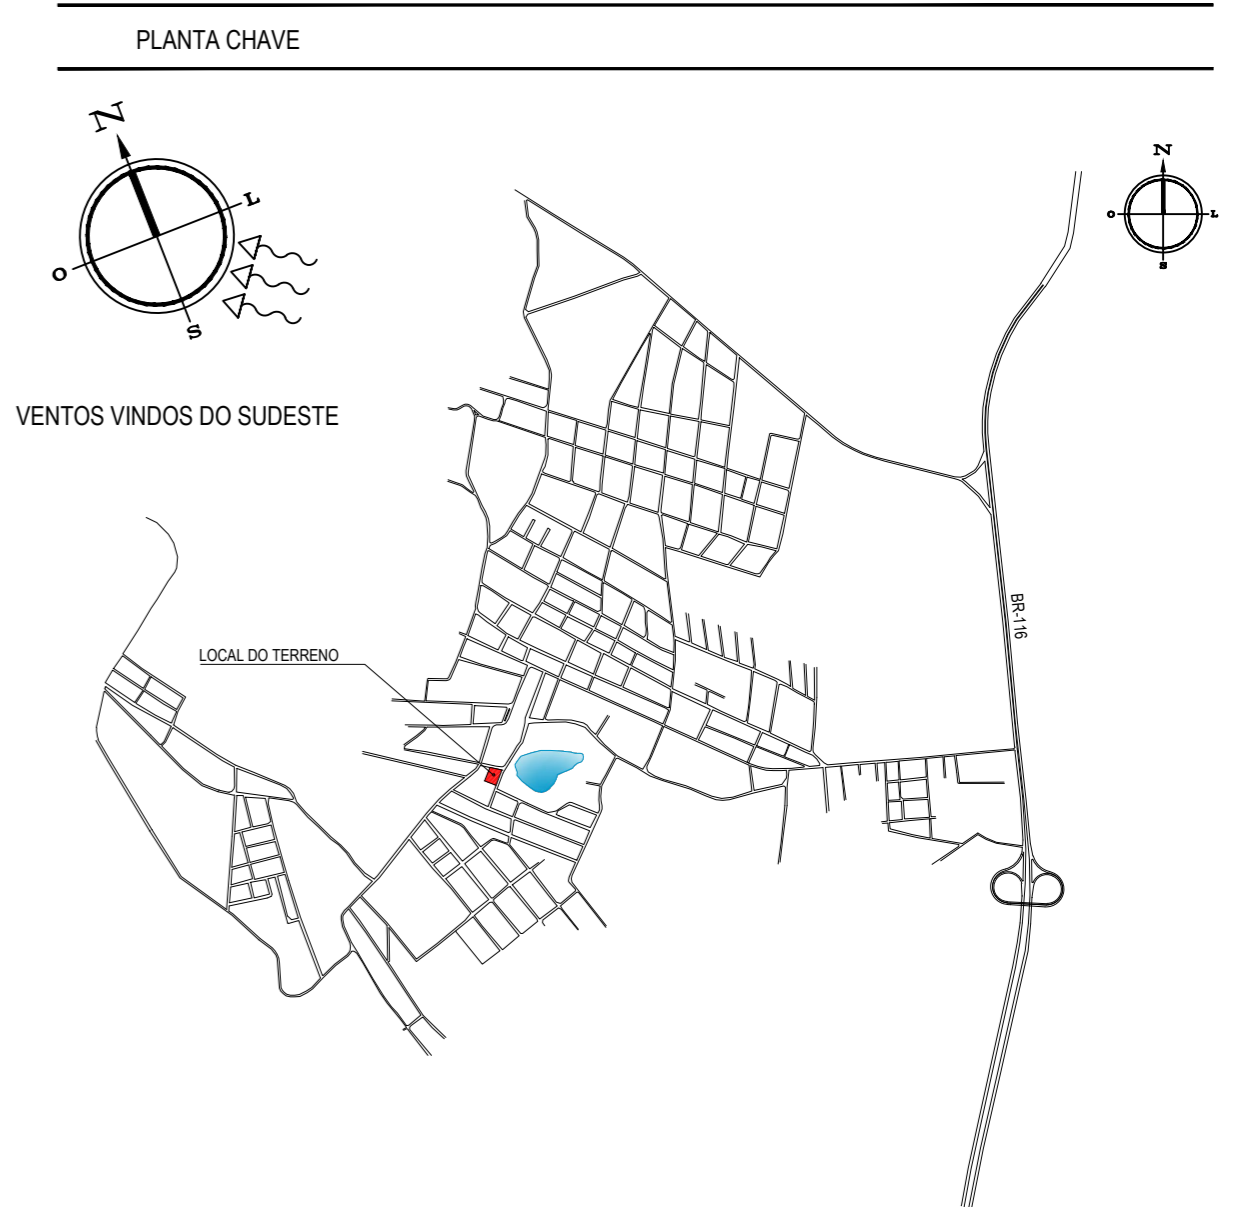 PLANTA CHAVE
N
L
O
S
N
O
L
S
VENTOS VINDOS DO SUDESTE
BR-116
LOCAL DO TERRENO